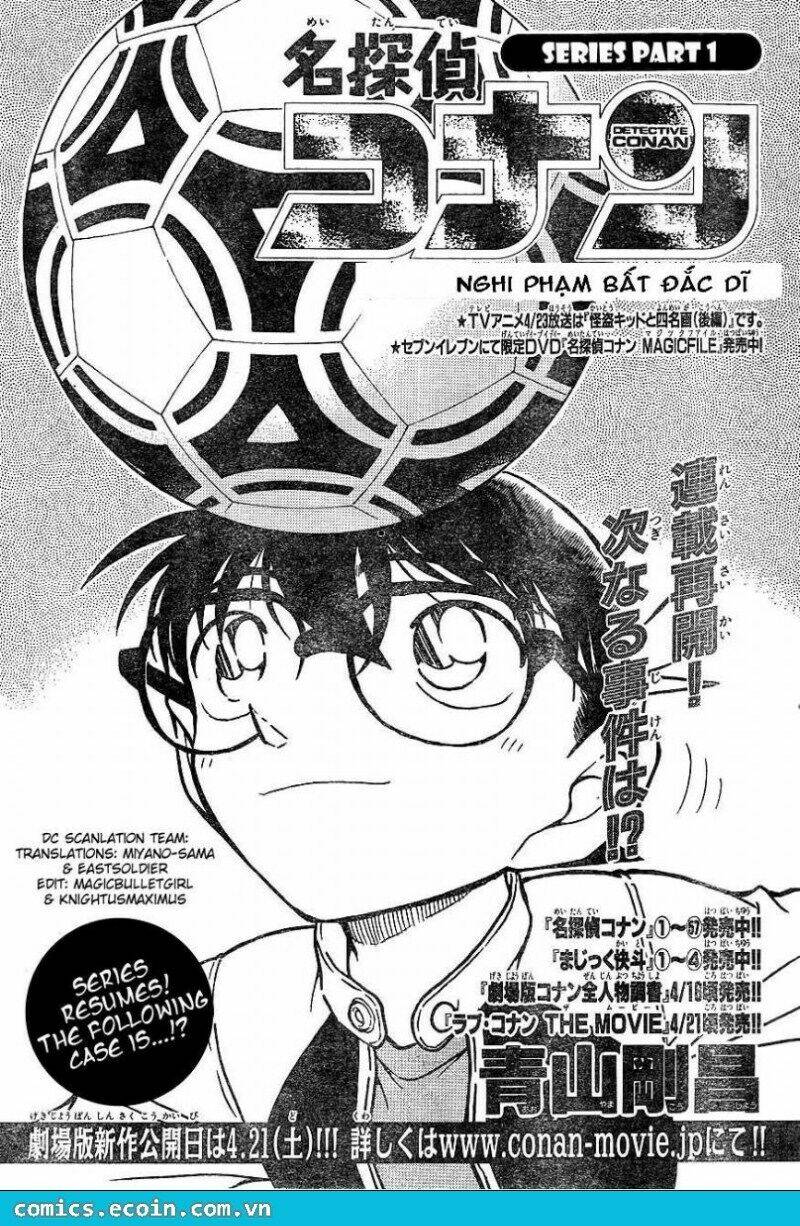 SERIES PART 1
名探偵
コナン
DETECTIVE
CONAN
NGHI PHẠM BẤT ĐẮC DĨ
★TVアニメ4/23放送は『怪盗キッドと四名画(後編)』です。
★セブンイレブンにて限定DVD『名探偵コナン MAGICFILE』発売中!
連載再開!
次なる事件は!?
DC SCANLATION TEAM:
TRANSLATIONS: MIYANO-SAMA
& EASTSOLDIER
EDIT: MAGICBULLETGIRL
& KNIGHTUSMAXIMUS
SERIES
RESUMES!
THE FOLLOWING
CASE IS...!?
『名探偵コナン』①〜57発売中!!
『まじっく快斗』①〜④発売中!!
『劇場版コナン全人物調書』4/18頃発売!!
『ラブ・コナン THE MOVIE』4/21頃発売!!
青山剛昌
劇場版新作公開日は4.21(土)!!! 詳しくはwww.conan-movie.jpにて!!
comics.ecoin.com.vn